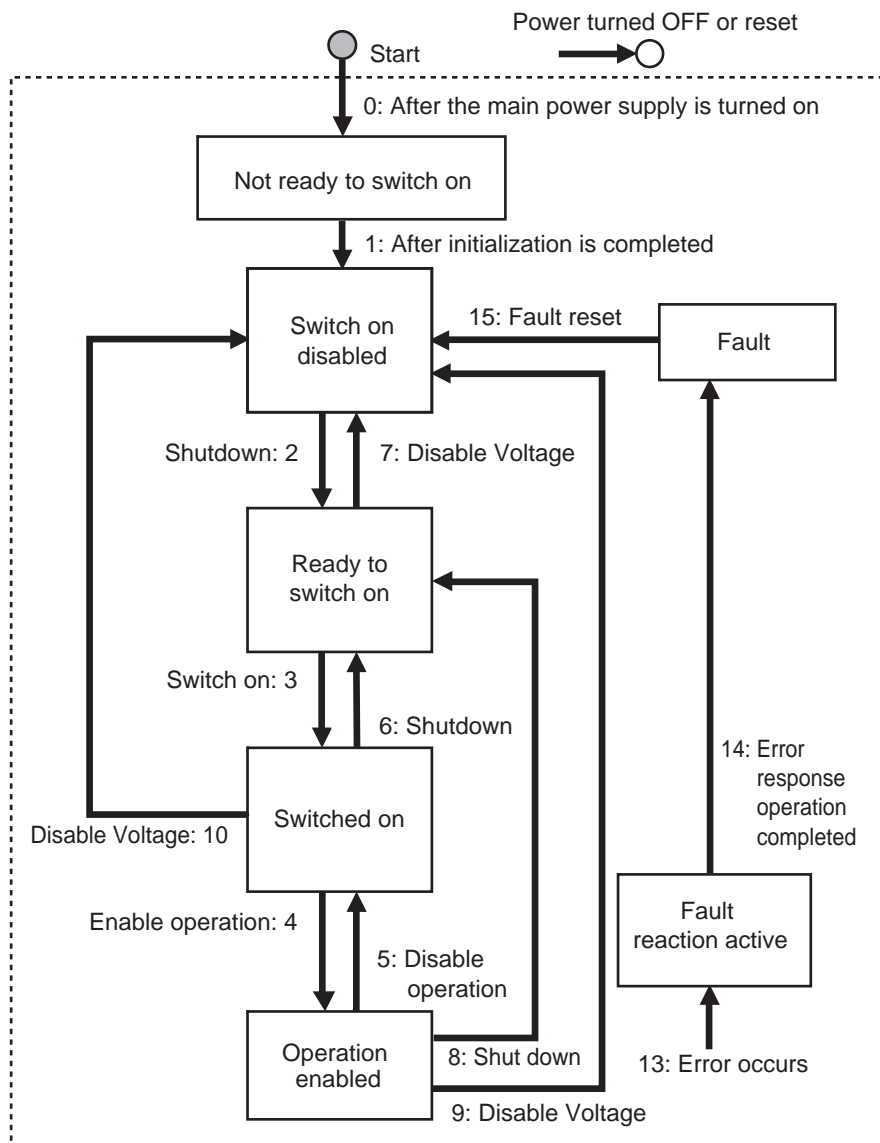 Power turned OFF or reset
Start
0: After the main power supply is turned on
Not ready to switch on
1: After initialization is completed
Switch on
disabled
15: Fault reset
Fault
Shutdown: 2
7: Disable Voltage
Ready to
switch on
Switch on: 3
6: Shutdown
14: Error
response
operation
completed
Switched on
Disable Voltage: 10
Enable operation: 4
5: Disable
operation
Fault
reaction active
Operation
enabled
8: Shut down
13: Error occurs
9: Disable Voltage